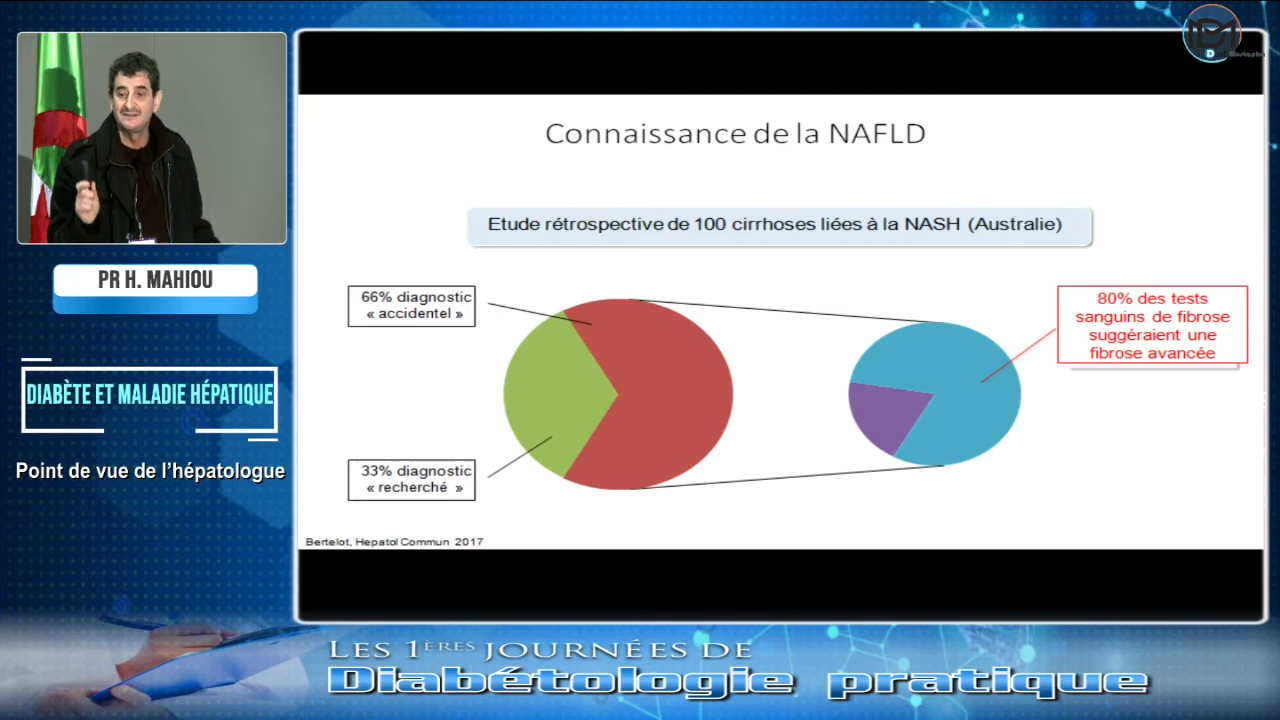 DM
D
Mostapha
Connaissance de la NAFLD
Etude rétrospective de 100 cirrhoses liées à la NASH (Australie)
66% diagnostic
« accidentel »
80% des tests
sanguins de fibrose
suggéraient une
fibrose avancée
33% diagnostic
« recherché »
Bertelot, Hepatol Commun 2017
PR H. MAHIOU
DIABÈTE ET MALADIE HÉPATIQUE
Point de vue de l'hépatologue
LES 1ÈRES JOURNÉES DE
Diabétologie pratique